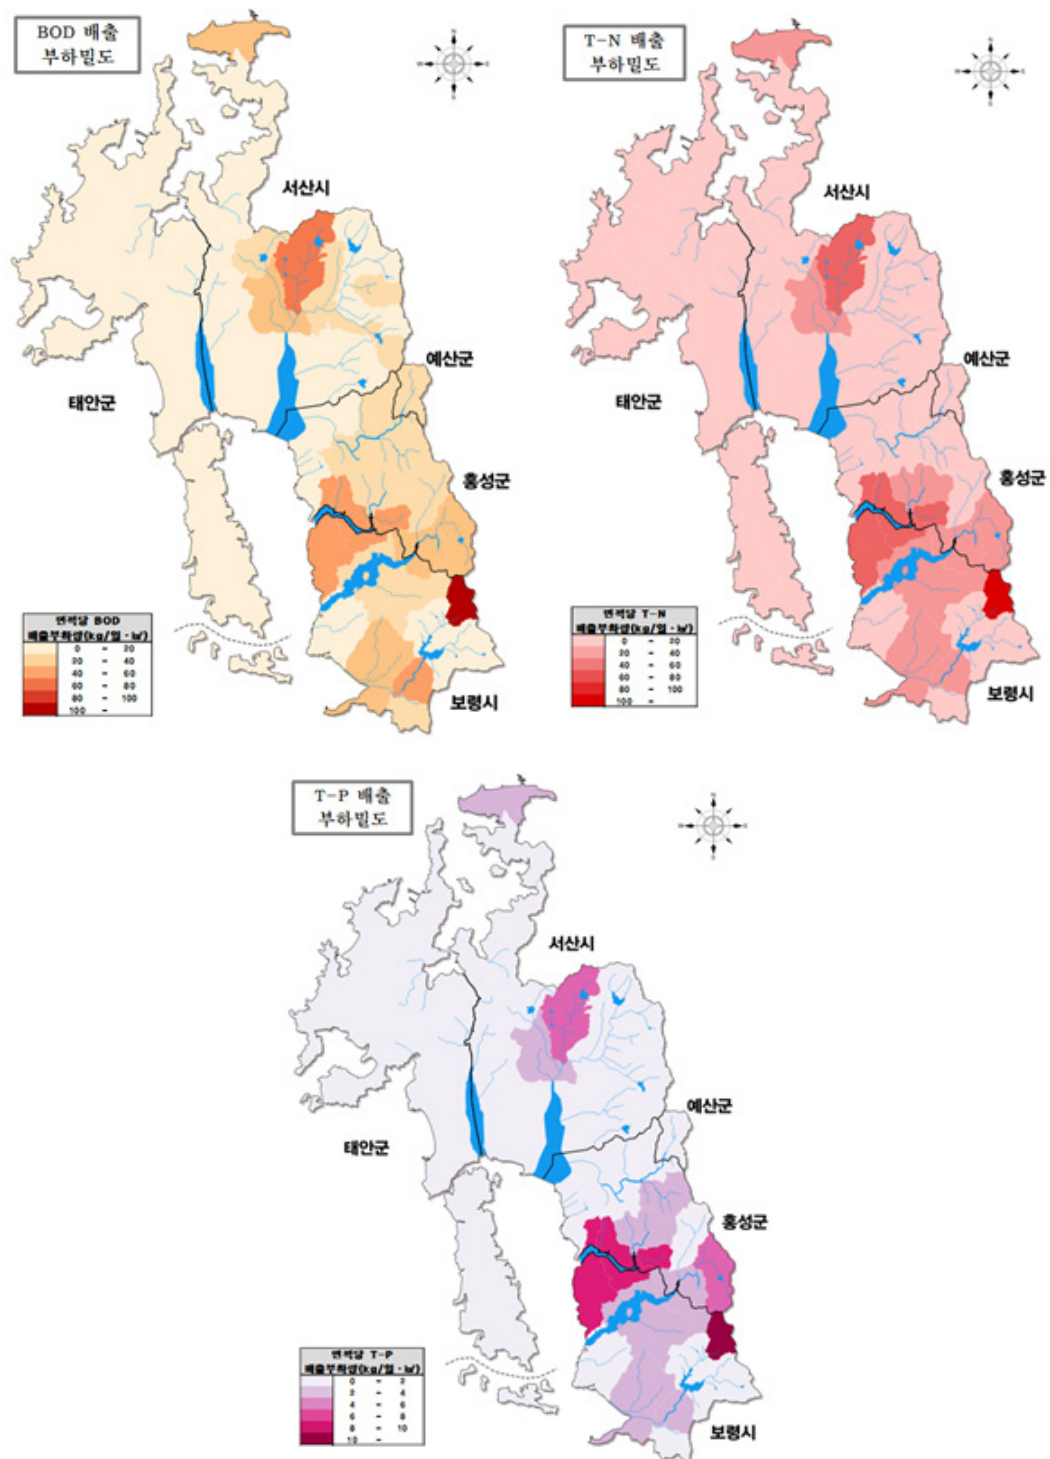 BOD 배출
부하밀도
T-N 배출
부하밀도
N
W E
S
N
W E
S
서산시
서산시
예산군
예산군
태안군
태안군
홍성군
홍성군
보령시
보령시
면적당 BOD
배출부하량(kg/일·㎢)
0 - 20
20 - 40
40 - 60
60 - 80
80 - 100
100 -
면적당 T-N
배출부하량(kg/일·㎢)
0 - 20
20 - 40
40 - 60
60 - 80
80 - 100
100 -
T-P 배출
부하밀도
N
W E
S
서산시
예산군
태안군
홍성군
보령시
면적당 T-P
배출부하량(kg/일·㎢)
0 - 2
2 - 4
4 - 6
6 - 8
8 - 10
10 -